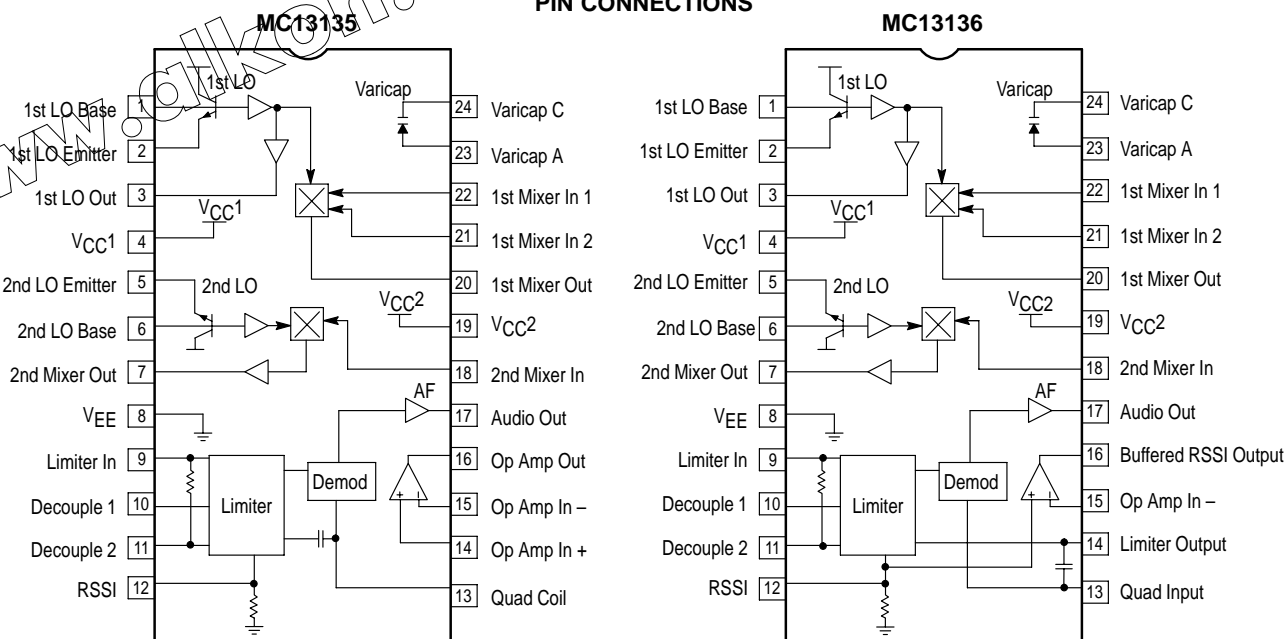 PIN CONNECTIONS
MC13135
1st LO Base 1
1st LO Emitter 2
1st LO Out 3
VCC1 4
2nd LO Emitter 5
2nd LO Base 6
2nd Mixer Out 7
VEE 8
Limiter In 9
Decouple 1 10
Decouple 2 11
RSSI 12
1st LO
Varicap
VCC1
2nd LO
VCC2
AF
Limiter
Demod
+ –
24 Varicap C
23 Varicap A
22 1st Mixer In 1
21 1st Mixer In 2
20 1st Mixer Out
19 VCC2
18 2nd Mixer In
17 Audio Out
16 Op Amp Out
15 Op Amp In –
14 Op Amp In +
13 Quad Coil
MC13136
1st LO Base 1
1st LO Emitter 2
1st LO Out 3
VCC1 4
2nd LO Emitter 5
2nd LO Base 6
2nd Mixer Out 7
VEE 8
Limiter In 9
Decouple 1 10
Decouple 2 11
RSSI 12
1st LO
Varicap
VCC1
2nd LO
VCC2
AF
Limiter
Demod
+ –
24 Varicap C
23 Varicap A
22 1st Mixer In 1
21 1st Mixer In 2
20 1st Mixer Out
19 VCC2
18 2nd Mixer In
17 Audio Out
16 Buffered RSSI Output
15 Op Amp In –
14 Limiter Output
13 Quad Input